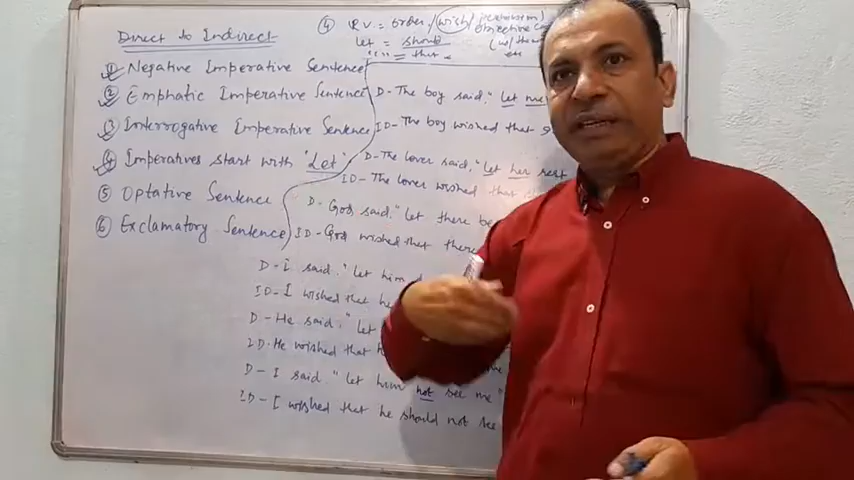 Direct to Indirect
① Negative Imperative Sentence
② Emphatic Imperative Sentence
③ Interrogative Imperative Sentence
④ Imperatives start with "Let"
⑤ Optative Sentence
⑥ Exclamatory Sentence
④ R.V. = order / wish /
let = should
= that
D - The boy said, " let me
ID - The boy wished that
D - The Lover said, " let her rest
ID - The Lover wished that
D - God said, " Let there be
ID - God wished that there
D - I said, " let him
ID - I wished that he
D - He said, " let
ID - He wished that
D - I said, " let him not see me "
ID - I wished that he should not see